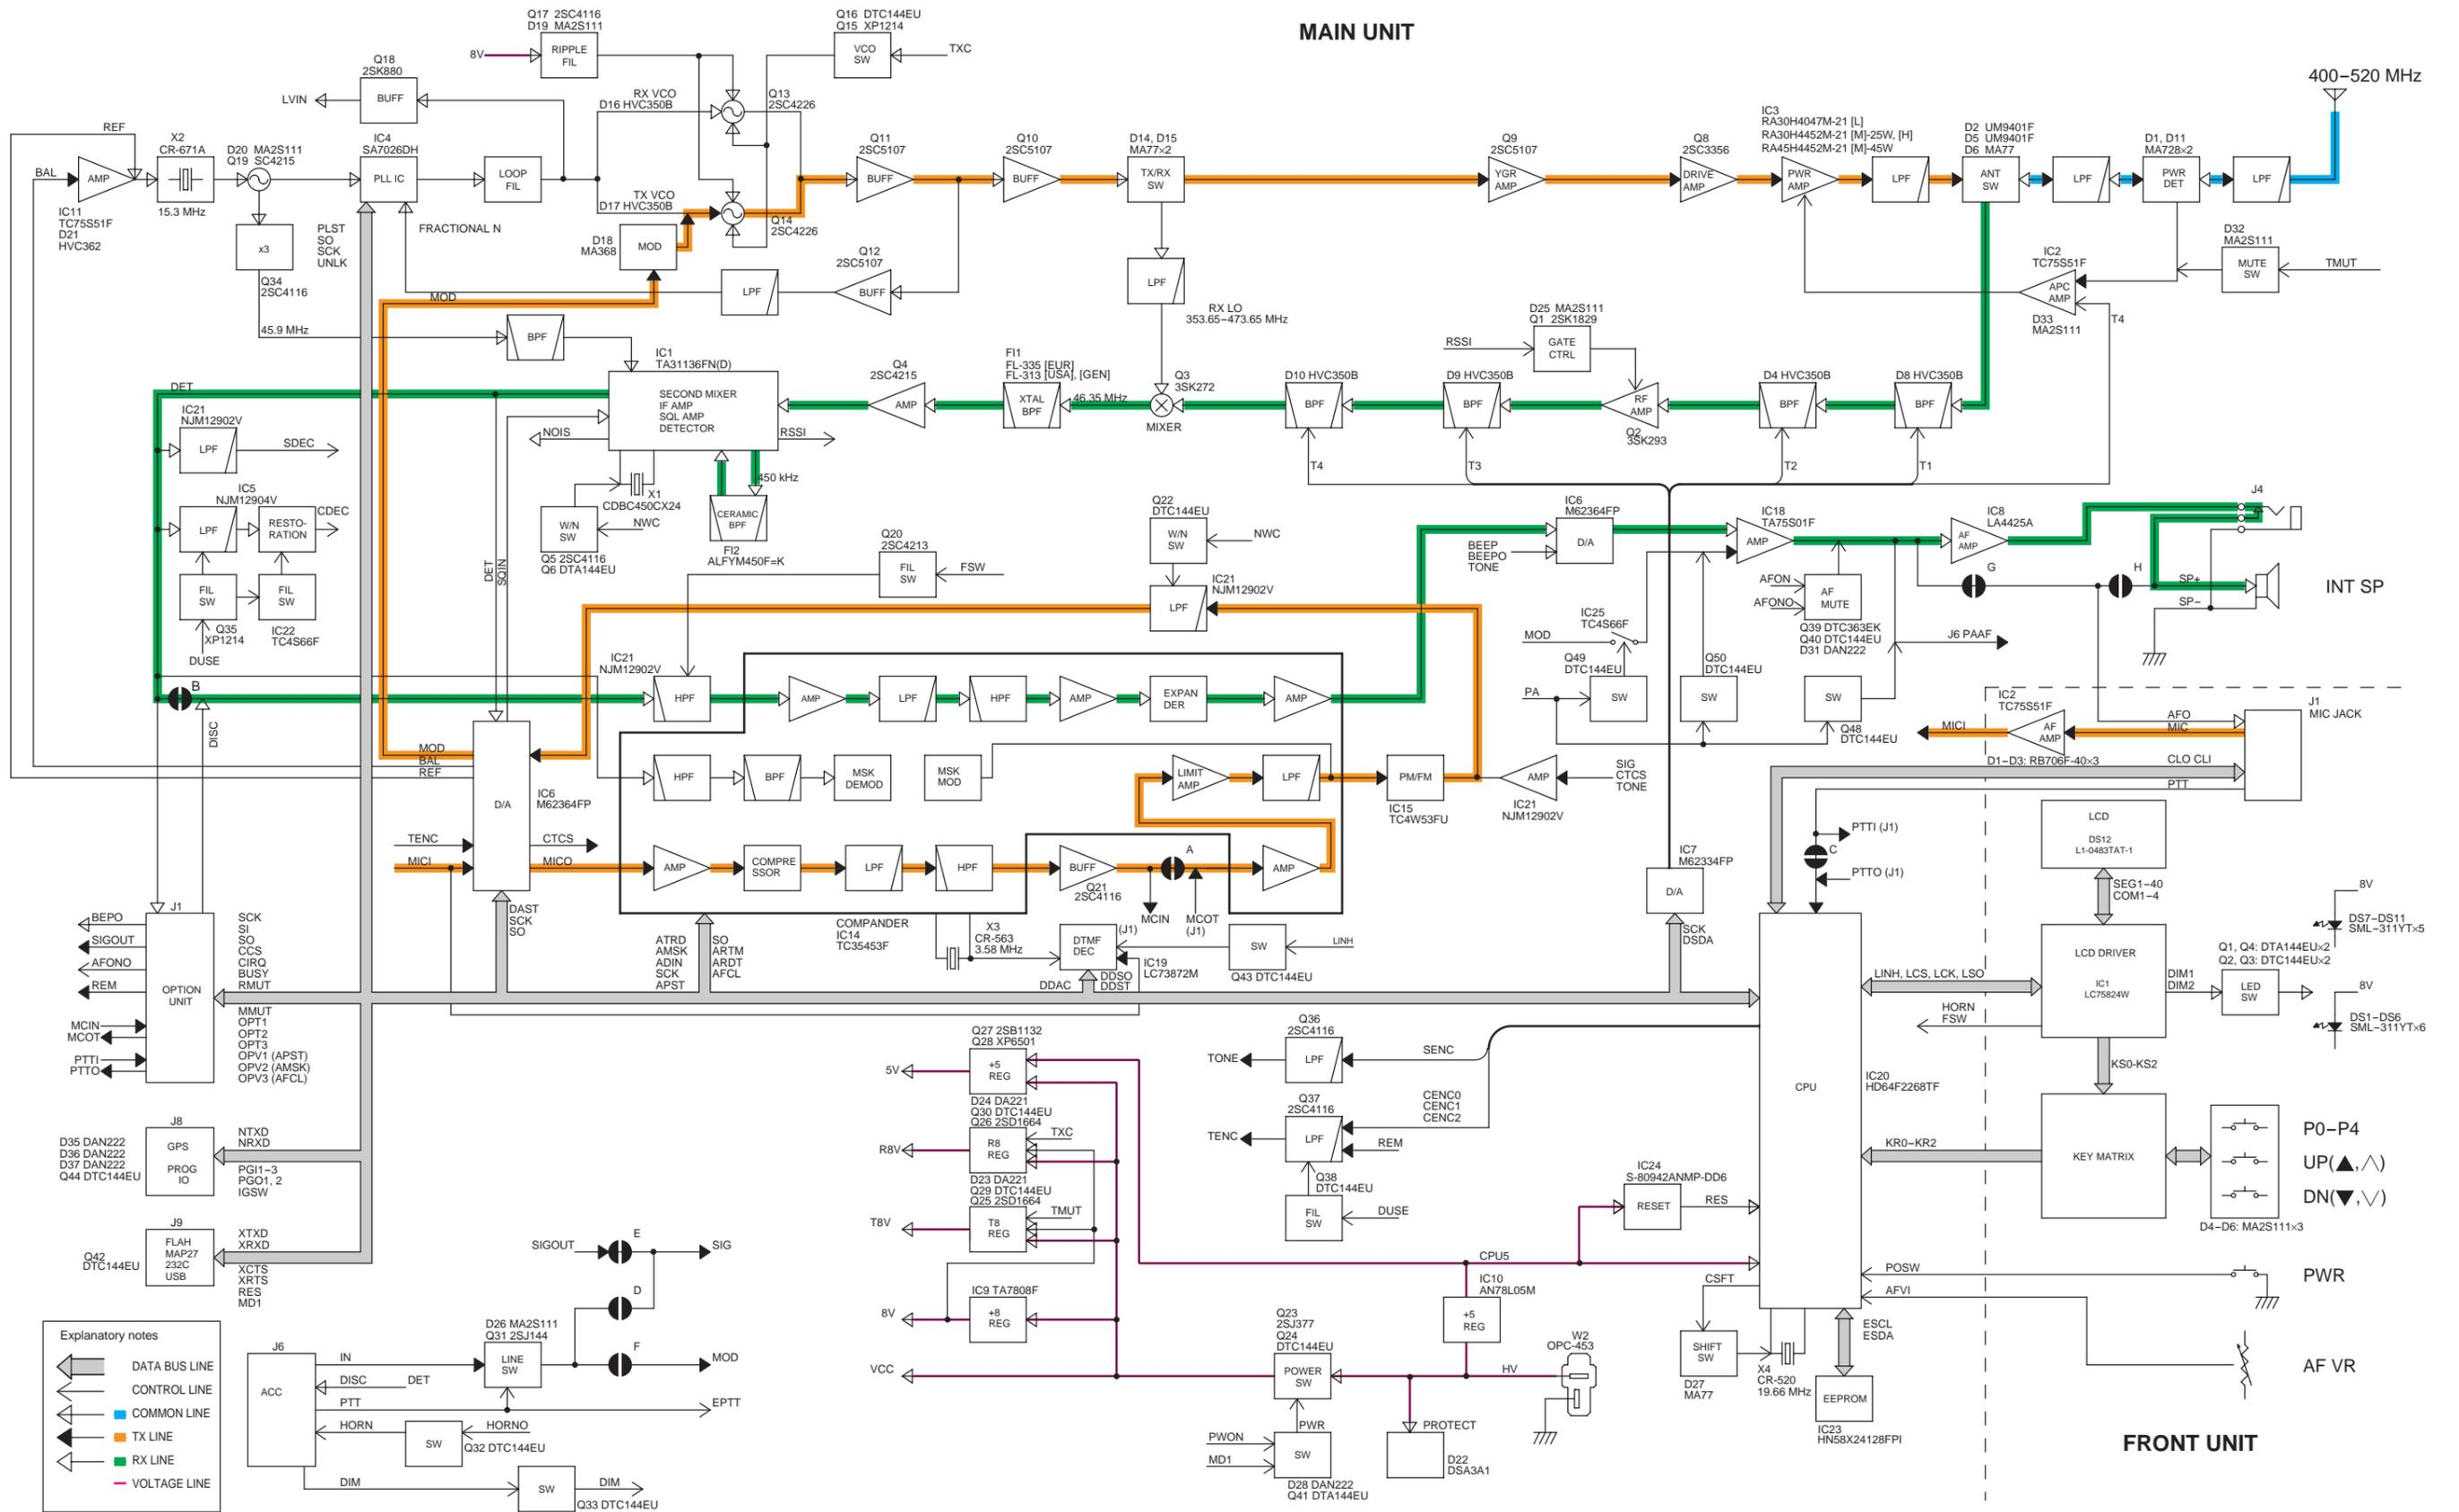 MAIN UNIT
Q17 2SC4116
D19 MA2S111
8V
RIPPLE
FIL
Q16 DTC144EU
Q15 XP1214
VCO
SW
TXC
Q18
2SK880
LVIN
BUFF
REF
BAL
AMP
IC11
TC75S51F
D21
HVC362
X2
CR-671A
15.3 MHz
D20 MA2S111
Q19 SC4215
x3
Q34
2SC4116
45.9 MHz
IC4
SA7026DH
PLL IC
PLST
SO
SCK
UNLK
FRACTIONAL N
LOOP
FIL
RX VCO
D16 HVC350B
Q13
2SC4226
TX VCO
D17 HVC350B
Q14
2SC4226
D18
MA368
MOD
MOD
Q11
2SC5107
BUFF
Q12
2SC5107
BUFF
LPF
Q10
2SC5107
BUFF
D14, D15
MA77×2
TX/RX
SW
LPF
RX LO
353.65–473.65 MHz
Q9
2SC5107
YGR
AMP
Q8
2SC3356
DRIVE
AMP
IC3
RA30H4047M-21 [L]
RA30H4452M-21 [M]-25W, [H]
RA45H4452M-21 [M]-45W
PWR
AMP
LPF
D2 UM9401F
D5 UM9401F
D6 MA77
ANT
SW
LPF
D1, D11
MA728×2
PWR
DET
LPF
400–520 MHz
D32
MA2S111
MUTE
SW
TMUT
IC2
TC75S51F
APC
AMP
D33
MA2S111
T4
BPF
IC1
TA31136FN(D)
SECOND MIXER
IF AMP
SQL AMP
DETECTOR
NOIS
RSSI
X1
CDBC450CX24
W/N
SW
NWC
Q5 2SC4116
Q6 DTA144EU
450 kHz
CERAMIC
BPF
FI2
ALFYM450F=K
Q4
2SC4215
AMP
FI1
FL-335 [EUR]
FL-313 [USA], [GEN]
XTAL
BPF
46.35 MHz
Q3
3SK272
MIXER
D10 HVC350B
BPF
T4
D9 HVC350B
BPF
T3
RSSI
D25 MA2S111
Q1 2SK1829
GATE
CTRL
RF
AMP
Q2
3SK293
D4 HVC350B
BPF
T2
D8 HVC350B
BPF
T1
DET
IC21
NJM12902V
LPF
SDEC
IC5
NJM12904V
LPF
RESTO-
RATION
CDEC
FIL
SW
FIL
SW
Q35
XP1214
IC22
TC4S66F
DUSE
DET
SQIN
B
DISC
Q20
2SC4213
FIL
SW
FSW
Q22
DTC144EU
W/N
SW
NWC
IC21
NJM12902V
LPF
BEEP
BEEPO
TONE
IC6
M62364FP
D/A
IC18
TA75S01F
AMP
IC8
LA4425A
AF
AMP
J4
AFON
AFONO
AF
MUTE
Q39 DTC363EK
Q40 DTC144EU
D31 DAN222
G
H
SP+
SP−
INT SP
J6 PAAF
IC25
TC4S66F
MOD
PA
Q49
DTC144EU
SW
Q50
DTC144EU
SW
SW
Q48
DTC144EU
IC21
NJM12902V
HPF
AMP
LPF
HPF
AMP
EXPAN
DER
AMP
HPF
BPF
MSK
DEMOD
MSK
MOD
LIMIT
AMP
LPF
PM/FM
IC15
TC4W53FU
AMP
IC21
NJM12902V
SIG
CTCS
TONE
MOD
BAL
REF
D/A
IC6
M62364FP
TENC
MICI
CTCS
MICO
AMP
COMPRE
SSOR
LPF
HPF
BUFF
Q21
2SC4116
A
MCIN
MCOT
(J1)
AMP
DAST
SCK
SO
COMPANDER
IC14
TC35453F
ATRD
AMSK
ADIN
SCK
APST
SO
ARTM
ARDT
AFCL
X3
CR-563
3.58 MHz
DTMF
DEC
(J1)
IC19
LC73872M
DDAC
DDSO
DDST
SW
LINH
Q43 DTC144EU
IC7
M62334FP
D/A
SCK
DSDA
IC2
TC75S51F
MICI
AF
AMP
AFO
MIC
J1
MIC JACK
D1–D3: RB706F-40×3
CLO CLI
PTT
PTTI (J1)
C
PTTO (J1)
LCD
DS12
L1-0483TAT-1
SEG1-40
COM1-4
8V
DS7–DS11
SML-311YT×5
LCD DRIVER
IC1
LC75824W
LINH, LCS, LCK, LSO
HORN
FSW
DIM1
DIM2
Q1, Q4: DTA144EU×2
Q2, Q3: DTC144EU×2
LED
SW
8V
DS1–DS6
SML-311YT×6
KS0-KS2
KR0–KR2
KEY MATRIX
P0–P4
UP(▲,∧)
DN(▼,∨)
D4–D6: MA2S111×3
POSW
PWR
AFVI
AF VR
FRONT UNIT
J1
BEPO
SIGOUT
AFONO
REM
MCIN
MCOT
PTTI
PTTO
OPTION
UNIT
SCK
SI
SO
CCS
CIRQ
BUSY
RMUT
MMUT
OPT1
OPT2
OPT3
OPV1 (APST)
OPV2 (AMSK)
OPV3 (AFCL)
J8
D35 DAN222
D36 DAN222
D37 DAN222
Q44 DTC144EU
GPS
PROG
IO
NTXD
NRXD
PGI1–3
PGO1, 2
IGSW
J9
Q42
DTC144EU
FLAH
MAP27
232C
USB
XTXD
XRXD
XCTS
XRTS
RES
MD1
Q27 2SB1132
Q28 XP6501
5V
+5
REG
D24 DA221
Q30 DTC144EU
Q26 2SD1664
R8V
R8
REG
TXC
D23 DA221
Q29 DTC144EU
Q25 2SD1664
T8V
T8
REG
TMUT
8V
IC9 TA7808F
+8
REG
VCC
Q36
2SC4116
TONE
LPF
SENC
Q37
2SC4116
TENC
LPF
CENC0
CENC1
CENC2
REM
Q38
DTC144EU
FIL
SW
DUSE
CPU
IC20
HD64F2268TF
IC24
S-80942ANMP-DD6
RESET
RES
CPU5
CSFT
SHIFT
SW
D27
MA77
X4
CR-520
19.66 MHz
ESCL
ESDA
EEPROM
IC23
HN58X24128FPI
IC10
AN78L05M
+5
REG
Q23
2SJ377
Q24
DTC144EU
POWER
SW
HV
W2
OPC-453
PWR
PWON
MD1
SW
D28 DAN222
Q41 DTA144EU
PROTECT
D22
DSA3A1
SIGOUT
E
SIG
D
F
MOD
D26 MA2S111
Q31 2SJ144
LINE
SW
J6
ACC
IN
DISC
DET
PTT
EPTT
HORN
HORNO
SW
Q32 DTC144EU
DIM
SW
DIM
Q33 DTC144EU
Explanatory notes
DATA BUS LINE
CONTROL LINE
COMMON LINE
TX LINE
RX LINE
VOLTAGE LINE